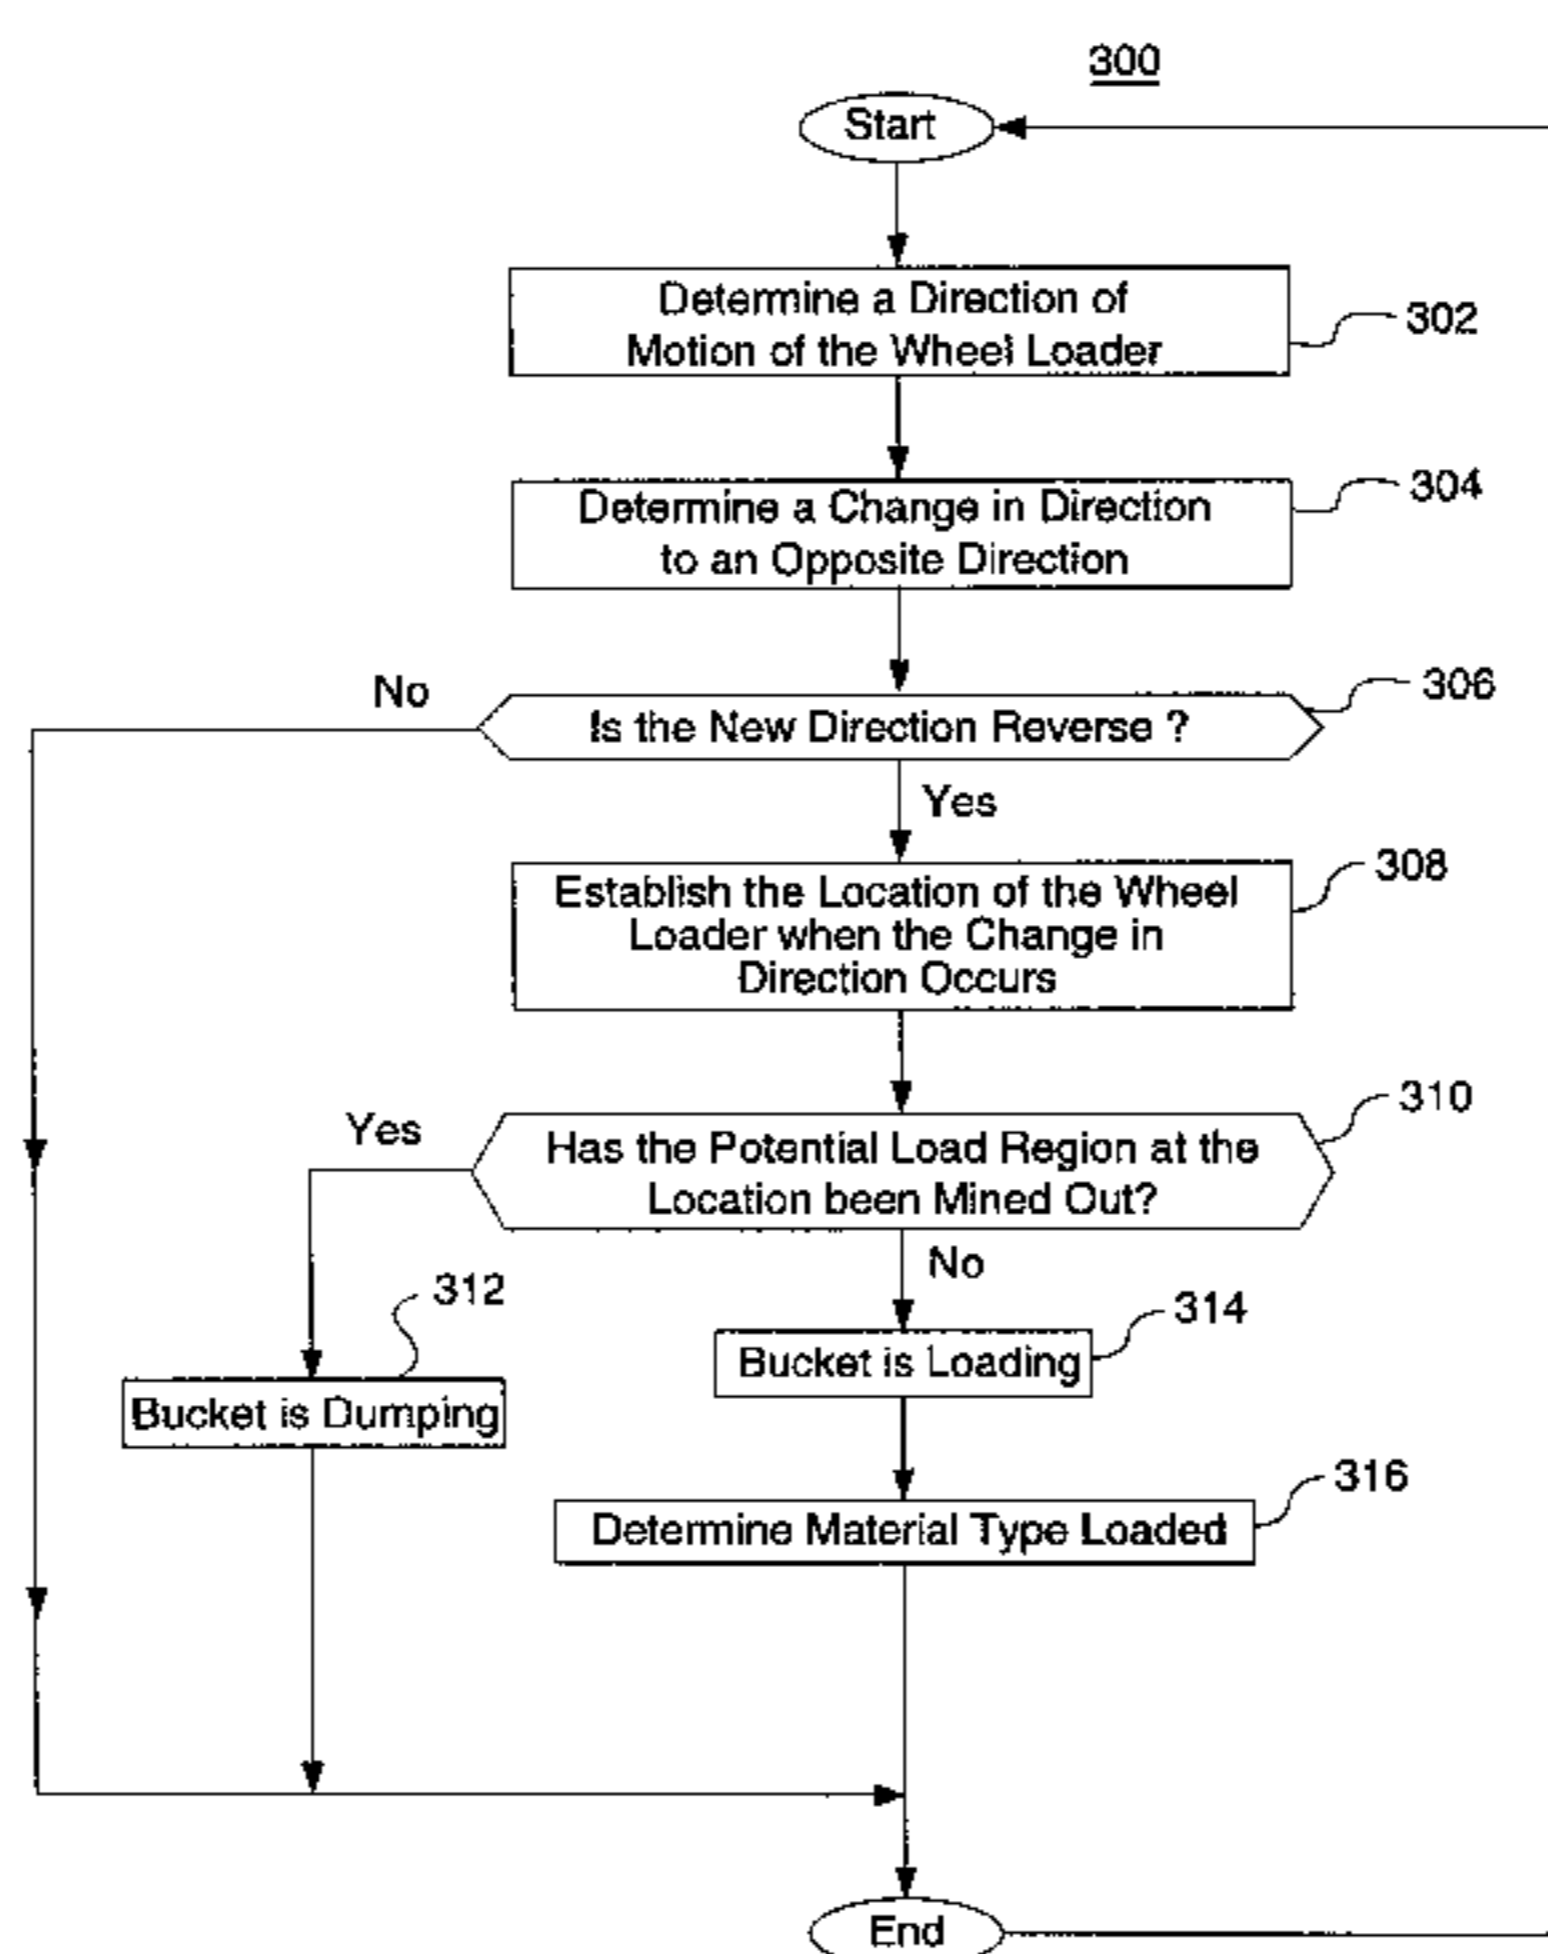 300
Start
Determine a Direction of
Motion of the Wheel Loader
302
Determine a Change in Direction
to an Opposite Direction
304
No
Is the New Direction Reverse ?
306
Yes
Establish the Location of the Wheel
Loader when the Change in
Direction Occurs
308
Yes
Has the Potential Load Region at the
Location been Mined Out?
310
No
312
Bucket is Dumping
314
Bucket is Loading
316
Determine Material Type Loaded
End